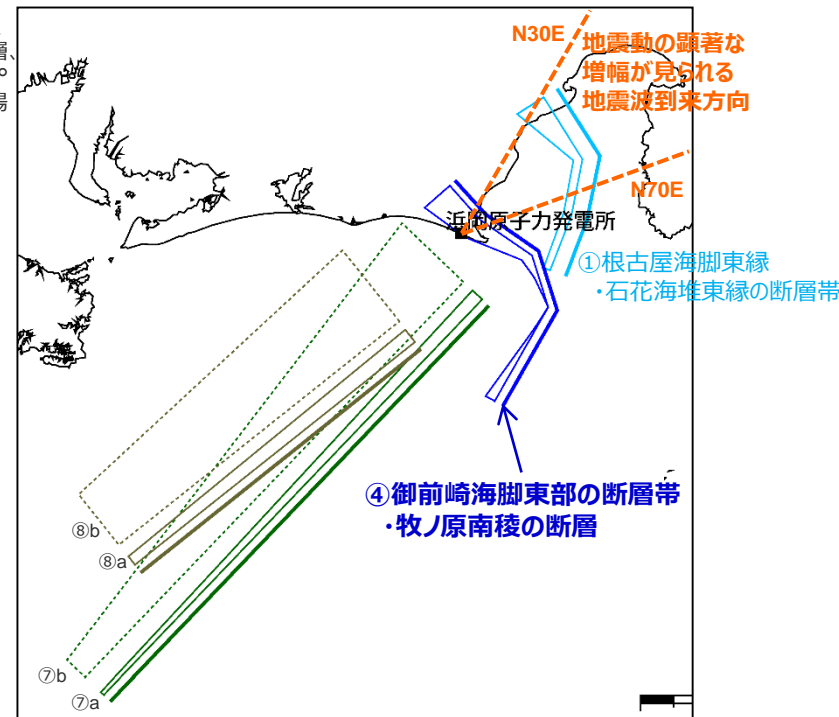 層、
場
N30E
地震動の顕著な
増幅が見られる
地震波到来方向
N70E
浜岡原子力発電所
①根古屋海脚東縁
・石花海堆東縁の断層帯
④御前崎海脚東部の断層帯
・牧ノ原南稜の断層
⑧b
⑧a
⑦b
⑦a